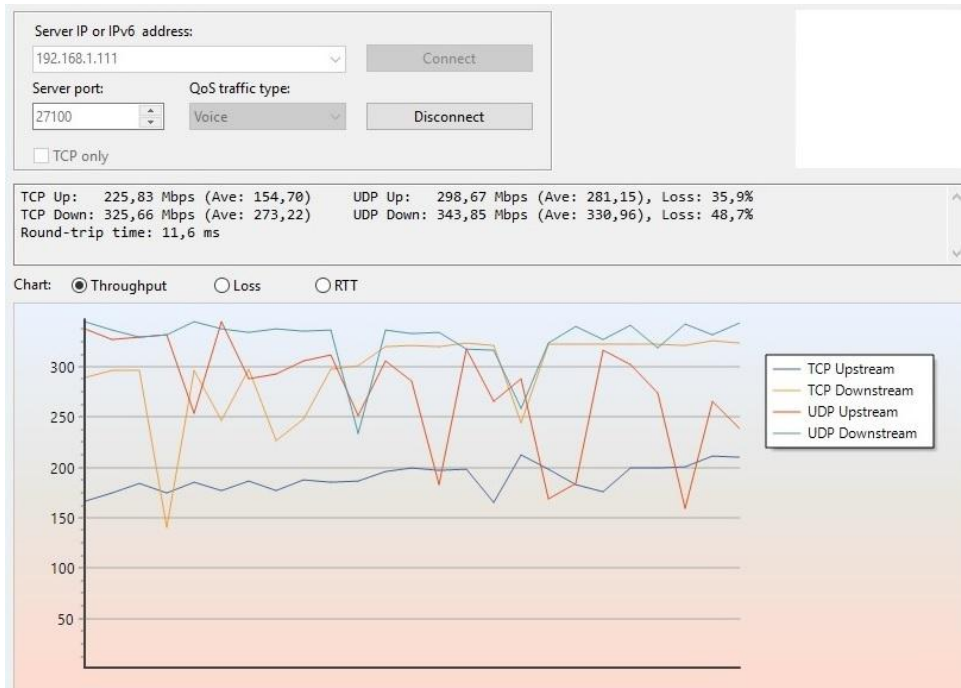 Server IP or IPv6 address:
192.168.1.111
Connect
Server port:
QoS traffic type:
27100
Voice
Disconnect
TCP only
TCP Up: 225,83 Mbps (Ave: 154,70) UDP Up: 298,67 Mbps (Ave: 281,15), Loss: 35,9%
TCP Down: 325,66 Mbps (Ave: 273,22) UDP Down: 343,85 Mbps (Ave: 330,96), Loss: 48,7%
Round-trip time: 11,6 ms
Chart: Throughput Loss RTT
300
250
200
150
100
50
TCP Upstream
TCP Downstream
UDP Upstream
UDP Downstream